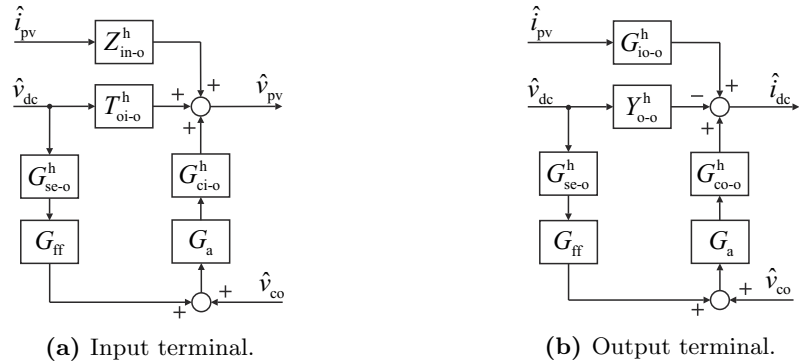 î_pv Z^h_in-o + +
v̂_dc T^h_oi-o + + v̂_pv
G^h_se-o G^h_ci-o
G_ff G_a
+ + v̂_co
(a) Input terminal.
î_pv G^h_io-o +
v̂_dc Y^h_o-o − + î_dc
G^h_se-o G^h_co-o
G_ff G_a
+ + v̂_co
(b) Output terminal.